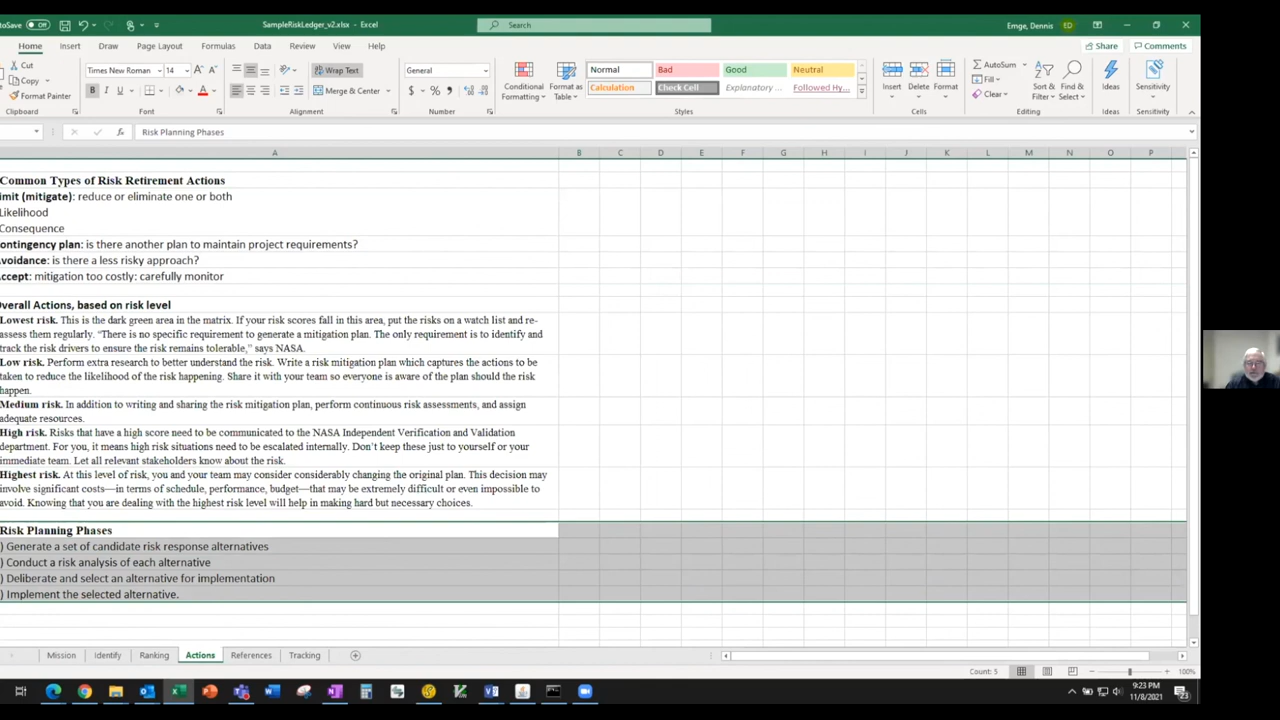 toSave Off
SampleRiskLedger_v2.xlsx - Excel
Search
Emge, Dennis ED
Home Insert Draw Page Layout Formulas Data Review View Help
Share Comments
Cut
Copy
Format Painter
Clipboard
Times New Roman 14
B I U
Font
Wrap Text
Merge & Center
Alignment
General
$ % 9
Number
Conditional Formatting
Format as Table
Normal Bad Good Neutral
Calculation Check Cell Explanatory ... Followed Hy...
Styles
Insert Delete Format
Cells
AutoSum
Fill
Clear
Sort & Filter
Find & Select
Editing
Ideas
Ideas
Sensitivity
Sensitivity
fx Risk Planning Phases
A B C D E F G H I J K L M N O P
Common Types of Risk Retirement Actions
imit (mitigate): reduce or eliminate one or both
Likelihood
Consequence
ontingency plan: is there another plan to maintain project requirements?
Avoidance: is there a less risky approach?
Accept: mitigation too costly: carefully monitor
Overall Actions, based on risk level
Lowest risk. This is the dark green area in the matrix. If your risk scores fall in this area, put the risks on a watch list and re-
assess them regularly. “There is no specific requirement to generate a mitigation plan. The only requirement is to identify and
track the risk drivers to ensure the risk remains tolerable,” says NASA.
Low risk. Perform extra research to better understand the risk. Write a risk mitigation plan which captures the actions to be
taken to reduce the likelihood of the risk happening. Share it with your team so everyone is aware of the plan should the risk
happen.
Medium risk. In addition to writing and sharing the risk mitigation plan, perform continuous risk assessments, and assign
adequate resources.
High risk. Risks that have a high score need to be communicated to the NASA Independent Verification and Validation
department. For you, it means high risk situations need to be escalated internally. Don’t keep these just to yourself or your
immediate team. Let all relevant stakeholders know about the risk.
Highest risk. At this level of risk, you and your team may consider considerably changing the original plan. This decision may
involve significant costs—in terms of schedule, performance, budget—that may be extremely difficult or even impossible to
avoid. Knowing that you are dealing with the highest risk level will help in making hard but necessary choices.
Risk Planning Phases
) Generate a set of candidate risk response alternatives
) Conduct a risk analysis of each alternative
) Deliberate and select an alternative for implementation
) Implement the selected alternative.
Mission Identify Ranking Actions References Tracking
Count: 5
100%
9:23 PM
11/8/2021
23